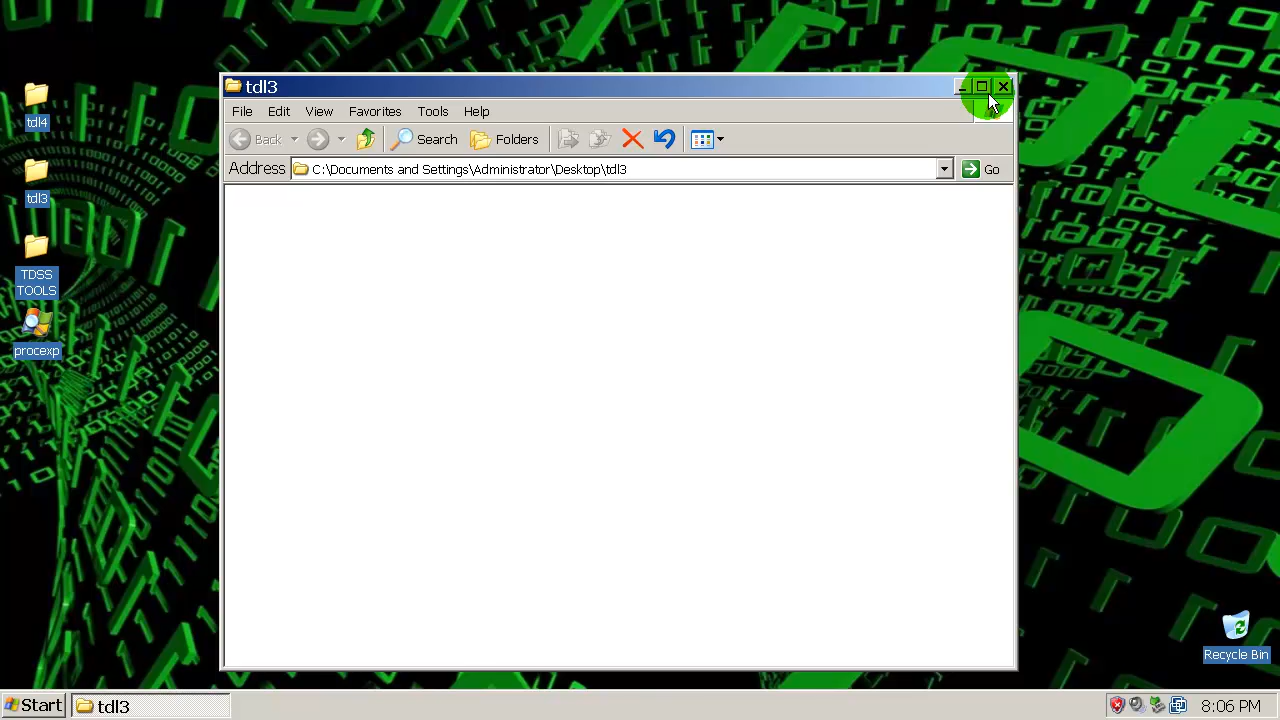 tdl4
tdl3
TDSS
TOOLS
procexp
tdl3
File Edit View Favorites Tools Help
Back Search Folders
Address C:\Documents and Settings\Administrator\Desktop\tdl3 Go
Recycle Bin
Start tdl3 8:06 PM